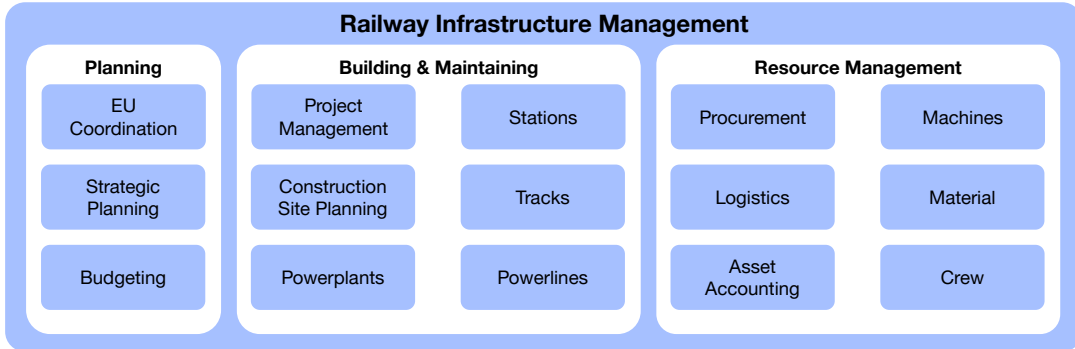 Railway Infrastructure Management
Planning
EU
Coordination
Strategic
Planning
Budgeting
Building & Maintaining
Project
Management
Stations
Construction
Site Planning
Tracks
Powerplants
Powerlines
Resource Management
Procurement
Machines
Logistics
Material
Asset
Accounting
Crew